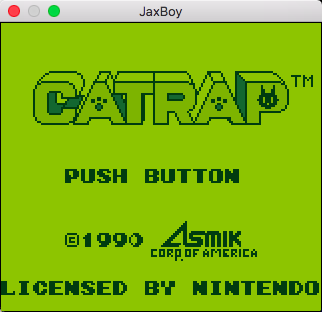 JaxBoy
CATRAP™
PUSH BUTTON
©1990 ASMIK
CORP. OF AMERICA
LICENSED BY NINTENDO